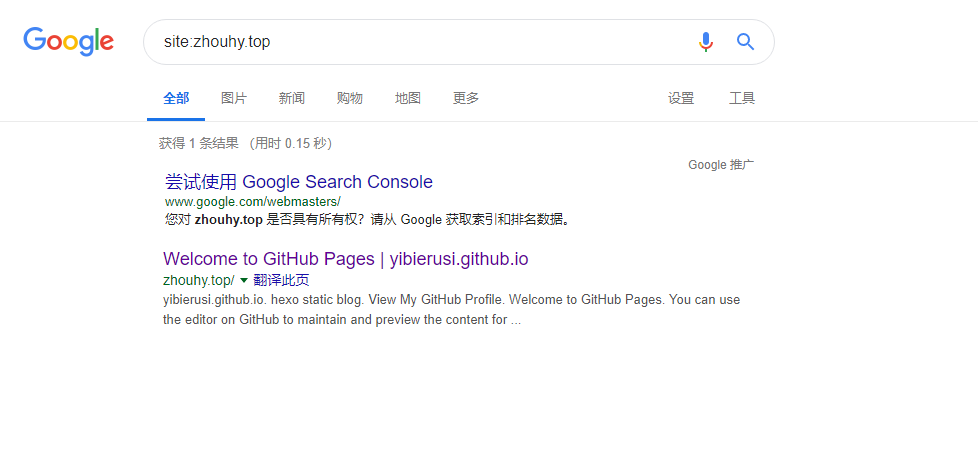 Google
site:zhouhy.top
全部 图片 新闻 购物 地图 更多 设置 工具
获得 1 条结果 （用时 0.15 秒）
Google 推广
尝试使用 Google Search Console
www.google.com/webmasters/
您对 zhouhy.top 是否具有所有权？请从 Google 获取索引和排名数据。
Welcome to GitHub Pages | yibierusi.github.io
zhouhy.top/ 翻译此页
yibierusi.github.io. hexo static blog. View My GitHub Profile. Welcome to GitHub Pages. You can use
the editor on GitHub to maintain and preview the content for ...